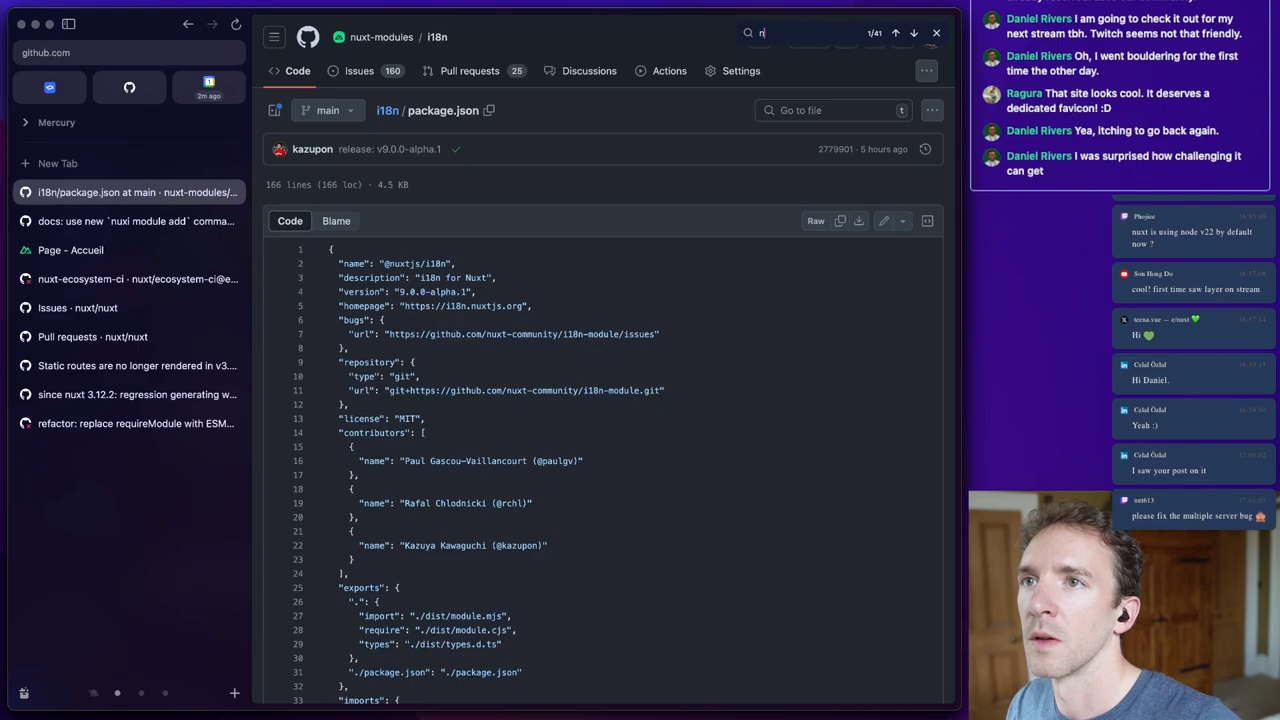 github.com
2m ago
Mercury
New Tab
i18n/package.json at main · nuxt-modules/...
docs: use new `nuxi module add` comma...
Page - Accueil
nuxt-ecosystem-ci · nuxt/ecosystem-ci@e...
Issues · nuxt/nuxt
Pull requests · nuxt/nuxt
Static routes are no longer rendered in v3....
since nuxt 3.12.2: regression generating w...
refactor: replace requireModule with ESM...
nuxt-modules / i18n
n
1/41
Code
Issues 160
Pull requests 25
Discussions
Actions
Settings
main
i18n / package.json
Go to file
t
kazupon release: v9.0.0-alpha.1
2779901 · 5 hours ago
166 lines (166 loc) · 4.5 KB
Code
Blame
Raw
1 {
2 "name": "@nuxtjs/i18n",
3 "description": "i18n for Nuxt",
4 "version": "9.0.0-alpha.1",
5 "homepage": "https://i18n.nuxtjs.org",
6 "bugs": {
7 "url": "https://github.com/nuxt-community/i18n-module/issues"
8 },
9 "repository": {
10 "type": "git",
11 "url": "git+https://github.com/nuxt-community/i18n-module.git"
12 },
13 "license": "MIT",
14 "contributors": [
15 {
16 "name": "Paul Gascou-Vaillancourt (@paulgv)"
17 },
18 {
19 "name": "Rafal Chlodnicki (@rchl)"
20 },
21 {
22 "name": "Kazuya Kawaguchi (@kazupon)"
23 }
24 ],
25 "exports": {
26 ".": {
27 "import": "./dist/module.mjs",
28 "require": "./dist/module.cjs",
29 "types": "./dist/types.d.ts"
30 },
31 "./package.json": "./package.json"
32 },
33 "imports": {
Daniel Rivers I am going to check it out for my
next stream tbh. Twitch seems not that friendly.
Daniel Rivers Oh, I went bouldering for the first
time the other day.
Ragura That site looks cool. It deserves a
dedicated favicon! :D
Daniel Rivers Yea, itching to go back again.
Daniel Rivers I was surprised how challenging it
can get
Phojiee
nuxt is using node v22 by default
now ?
Son Hong Do
cool! first time saw layer on stream
teena.vue — e/nuxt 💚
Hi 💚
Celal Özlal
Hi Daniel.
Celal Özlal
Yeah :)
Celal Özlal
I saw your post on it
please fix the multiple server bug 🙈